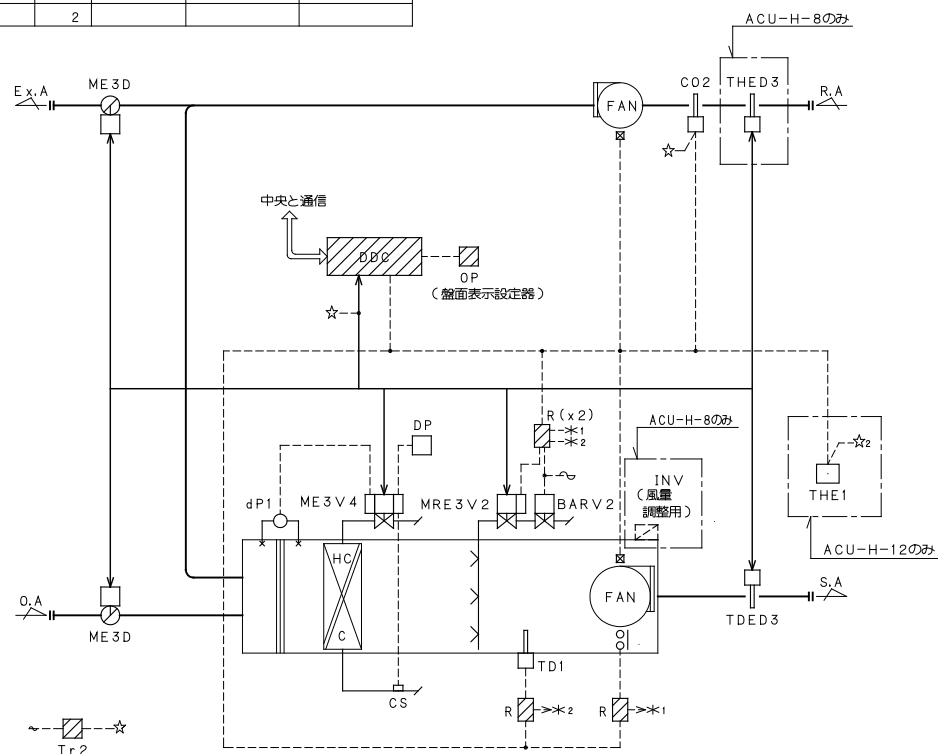 2
ACU-H-8のみ
Ex.A
ME3D
FAN
CO2
THED3
R.A
☆
中央と通信
DDC
OP
(盤面表示設定器)
☆
R(x2)
*1
*2
ACU-H-8のみ
DP
☆2
dP1
ME3V4
MRE3V2
BARV2
INV
(風量
調整用)
THE1
ACU-H-12のみ
HC
C
FAN
O.A
ME3D
S.A
TDED3
TD1
CS
R
*2
R
*1
☆
Tr2